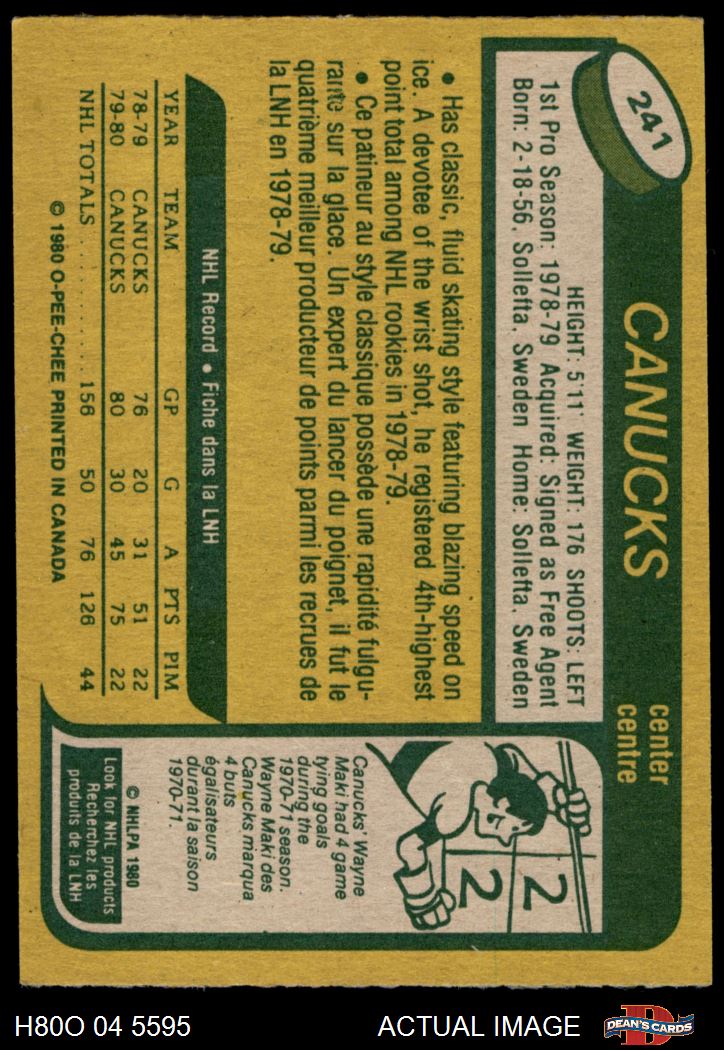 241
CANUCKS
center
centre
HEIGHT: 5'11" WEIGHT: 176 SHOOTS: LEFT
1st Pro Season: 1978-79 Acquired: Signed as Free Agent
Born: 2-18-56, Sollefta, Sweden Home: Sollefta, Sweden
• Has classic, fluid skating style featuring blazing speed on
ice. A devotee of the wrist shot, he registered 4th-highest
point total among NHL rookies in 1978-79.
• Ce patineur au style classique possède une rapidité fulgu-
rante sur la glace. Un expert du lancer du poignet, il fut le
quatrième meilleur producteur de points parmi les recrues de
la LNH en 1978-79.
NHL Record • Fiche dans la LNH
YEAR TEAM GP G A PTS PIM
78-79 CANUCKS 76 20 31 51 22
79-80 CANUCKS 80 30 45 75 22
NHL TOTALS . . . . . . . . . 156 50 76 126 44
© 1980 O-PEE-CHEE PRINTED IN CANADA
2
2
Canucks' Wayne
Maki had 4 game
tying goals
during the
1970-71 season.
Wayne Maki des
Canucks marqua
4 buts
égalisateurs
durant la saison
1970-71.
© NHLPA 1980
Look for NHL products
Recherchez les
produits de la LNH
H80O 04 5595
ACTUAL IMAGE
D
DEAN'S CARDS